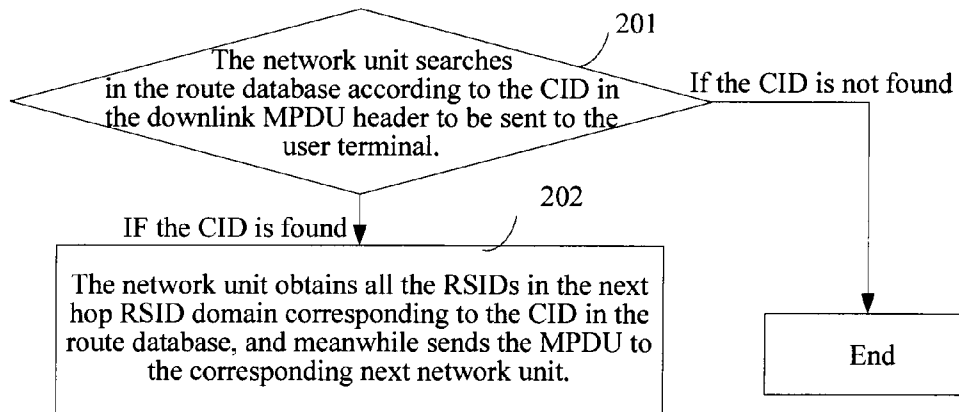 201
The network unit searches
in the route database according to the CID in
the downlink MPDU header to be sent to the
user terminal.
If the CID is not found
202
IF the CID is found
The network unit obtains all the RSIDs in the next
hop RSID domain corresponding to the CID in the
route database, and meanwhile sends the MPDU to
the corresponding next network unit.
End